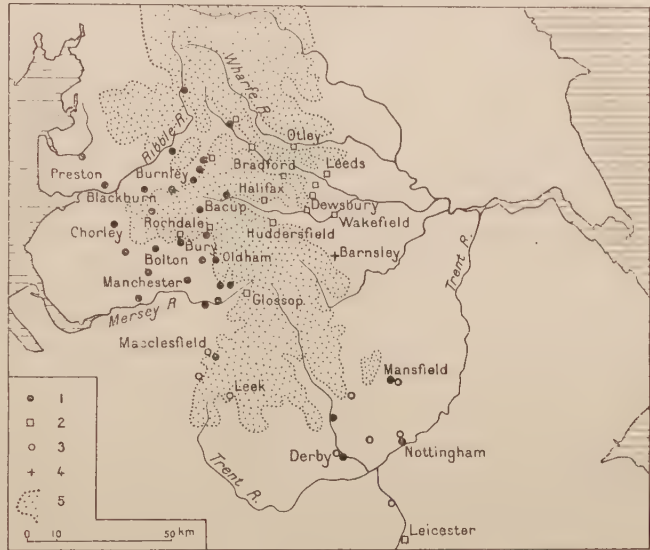 Wharfe R.
Ribble R.
Otley
Preston
Burnley
Bradford
Leeds
Blackburn
Halifax
Dewsbury
Bacup
Wakefield
Chorley
Rochdale
Huddersfield
Trent R.
Bury
Bolton
Oldham
Barnsley
Manchester
Glossop
Mersey R
Macclesfield
Mansfield
1
2
Leek
3
4
Derby
Nottingham
5
Trent R.
0 10 50 km
Leicester